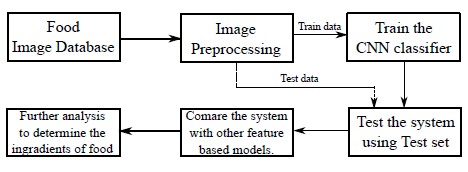 Food
Image Database
Image
Preprocessing
Train data
Train the
CNN classifier
Test data
Test the system
using Test set
Comare the system
with other feature
based models.
Further analysis
to determine the
ingradients of food